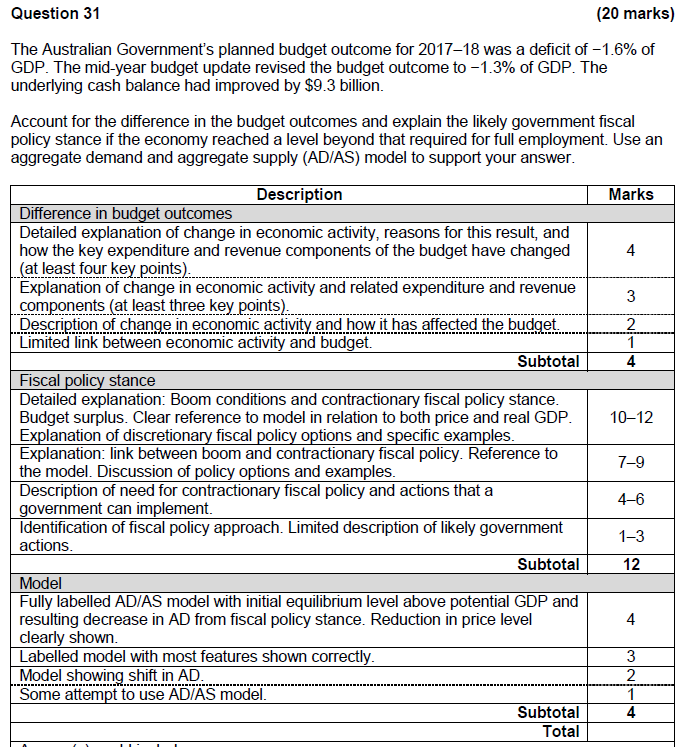 Question 31 (20 marks)
The Australian Government's planned budget outcome for 2017–18 was a deficit of −1.6% of
GDP. The mid-year budget update revised the budget outcome to −1.3% of GDP. The
underlying cash balance had improved by $9.3 billion.
Account for the difference in the budget outcomes and explain the likely government fiscal
policy stance if the economy reached a level beyond that required for full employment. Use an
aggregate demand and aggregate supply (AD/AS) model to support your answer.
Description Marks
Difference in budget outcomes
Detailed explanation of change in economic activity, reasons for this result, and
how the key expenditure and revenue components of the budget have changed 4
(at least four key points).
Explanation of change in economic activity and related expenditure and revenue 3
components (at least three key points).
Description of change in economic activity and how it has affected the budget. 2
Limited link between economic activity and budget. 1
Subtotal 4
Fiscal policy stance
Detailed explanation: Boom conditions and contractionary fiscal policy stance.
Budget surplus. Clear reference to model in relation to both price and real GDP. 10–12
Explanation of discretionary fiscal policy options and specific examples.
Explanation: link between boom and contractionary fiscal policy. Reference to 7–9
the model. Discussion of policy options and examples.
Description of need for contractionary fiscal policy and actions that a 4–6
government can implement.
Identification of fiscal policy approach. Limited description of likely government 1–3
actions.
Subtotal 12
Model
Fully labelled AD/AS model with initial equilibrium level above potential GDP and
resulting decrease in AD from fiscal policy stance. Reduction in price level 4
clearly shown.
Labelled model with most features shown correctly. 3
Model showing shift in AD. 2
Some attempt to use AD/AS model. 1
Subtotal 4
Total